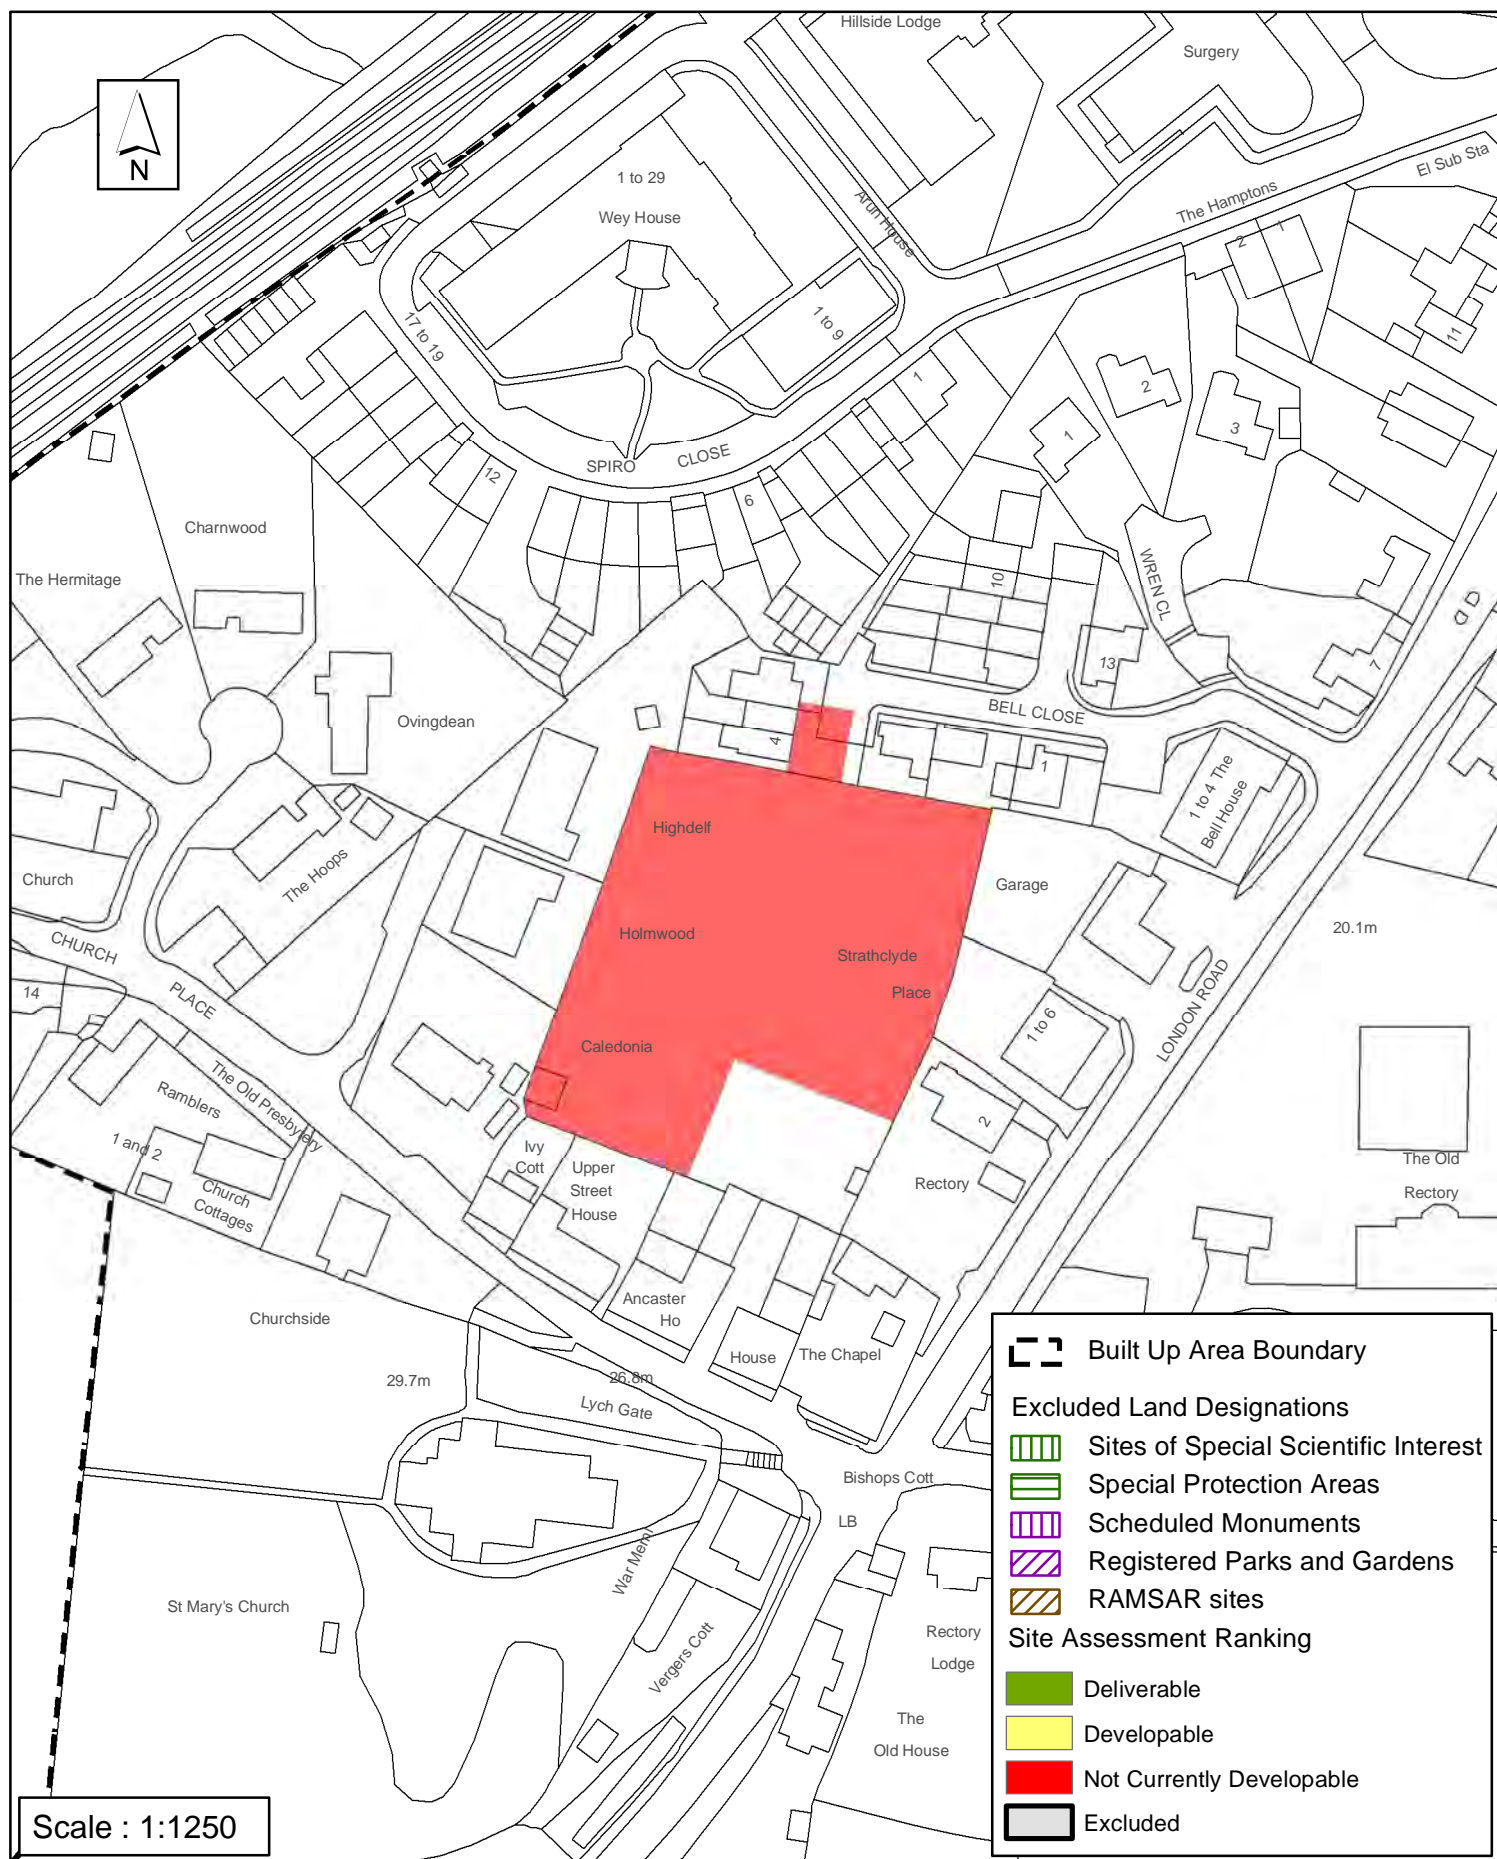 Hillside Lodge
Surgery
N
El Sub Sta
The Hamptons
1 to 29
Wey House
Arun House
2
1
11
17 to 19
1 to 9
1
2
1
3
SPIRO CLOSE
12
6
Charnwood
The Hermitage
10
WREN CL
13
7
Ovingdean
BELL CLOSE
4
1
1 to 4 The
Bell House
Highdelf
The Hoops
Church
Garage
Holmwood
20.1m
Strathclyde
Place
CHURCH PLACE
14
LONDON ROAD
1 to 6
Caledonia
The Old Presbytery
Ramblers
1 and 2
Church
Cottages
Ivy
Cott
Upper
Street
House
2
Rectory
The Old
Rectory
Churchside
Ancaster
Ho
House
The Chapel
29.7m
26.8m
Lych Gate
Bishops Cott
LB
War Meml
St Mary's Church
Vergers Cott
Rectory
Lodge
The
Old House
Built Up Area Boundary
Excluded Land Designations
Sites of Special Scientific Interest
Special Protection Areas
Scheduled Monuments
Registered Parks and Gardens
RAMSAR sites
Site Assessment Ranking
Deliverable
Developable
Not Currently Developable
Excluded
Scale : 1:1250